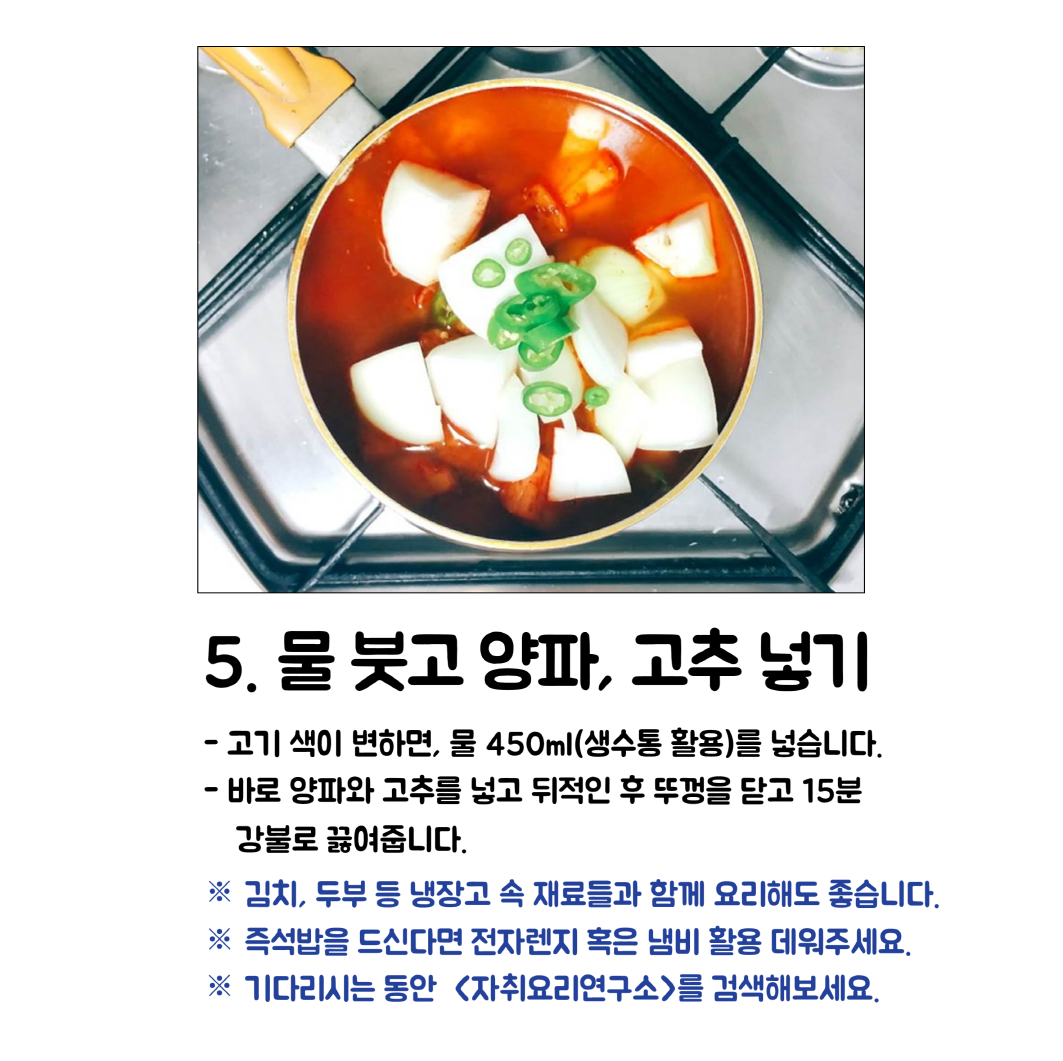 5. 물 붓고 양파, 고추 넣기
- 고기 색이 변하면, 물 450ml(생수통 활용)를 넣습니다.
- 바로 양파와 고추를 넣고 뒤적인 후 뚜껑을 닫고 15분
강불로 끓여줍니다.
※ 김치, 두부 등 냉장고 속 재료들과 함께 요리해도 좋습니다.
※ 즉석밥을 드신다면 전자렌지 혹은 냄비 활용 데워주세요.
※ 기다리시는 동안 <자취요리연구소>를 검색해보세요.